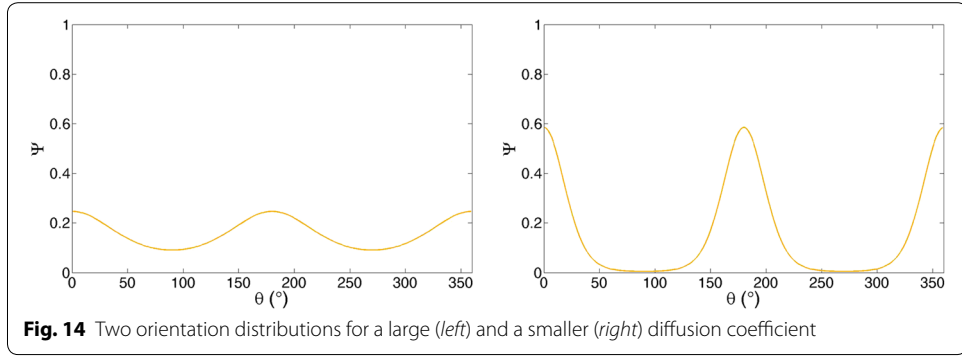 1
0.8
0.6
0.4
0.2
0
Ψ
0 50 100 150 200 250 300 350
θ (°)
1
0.8
0.6
0.4
0.2
0
Ψ
0 50 100 150 200 250 300 350
θ (°)
Fig. 14 Two orientation distributions for a large (left) and a smaller (right) diffusion coefficient